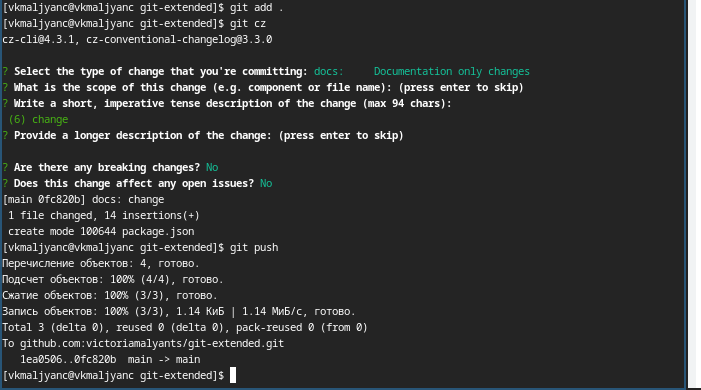 [vkmaljyanc@vkmaljyanc git-extended]$ git add .
[vkmaljyanc@vkmaljyanc git-extended]$ git cz
cz-cli@4.3.1, cz-conventional-changelog@3.3.0
? Select the type of change that you're committing: docs:     Documentation only changes
? What is the scope of this change (e.g. component or file name): (press enter to skip)
? Write a short, imperative tense description of the change (max 94 chars):
 (6) change
? Provide a longer description of the change: (press enter to skip)
? Are there any breaking changes? No
? Does this change affect any open issues? No
[main 0fc820b] docs: change
 1 file changed, 14 insertions(+)
 create mode 100644 package.json
[vkmaljyanc@vkmaljyanc git-extended]$ git push
Перечисление объектов: 4, готово.
Подсчет объектов: 100% (4/4), готово.
Сжатие объектов: 100% (3/3), готово.
Запись объектов: 100% (3/3), 1.14 КиБ | 1.14 МиБ/с, готово.
Total 3 (delta 0), reused 0 (delta 0), pack-reused 0 (from 0)
To github.com:victoriamalyants/git-extended.git
   1ea0506..0fc820b  main -> main
[vkmaljyanc@vkmaljyanc git-extended]$